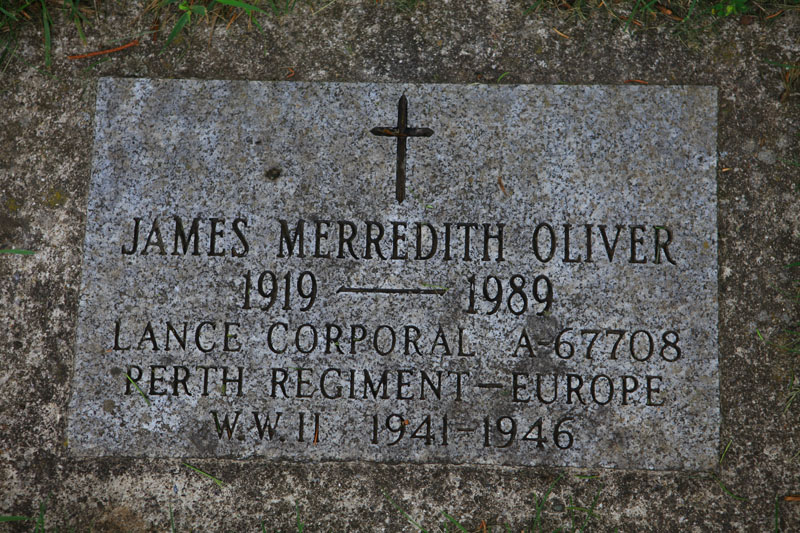 JAMES MERREDITH OLIVER
1919 — 1989
LANCE CORPORAL A-67708
PERTH REGIMENT—EUROPE
W.W.II 1941-1946